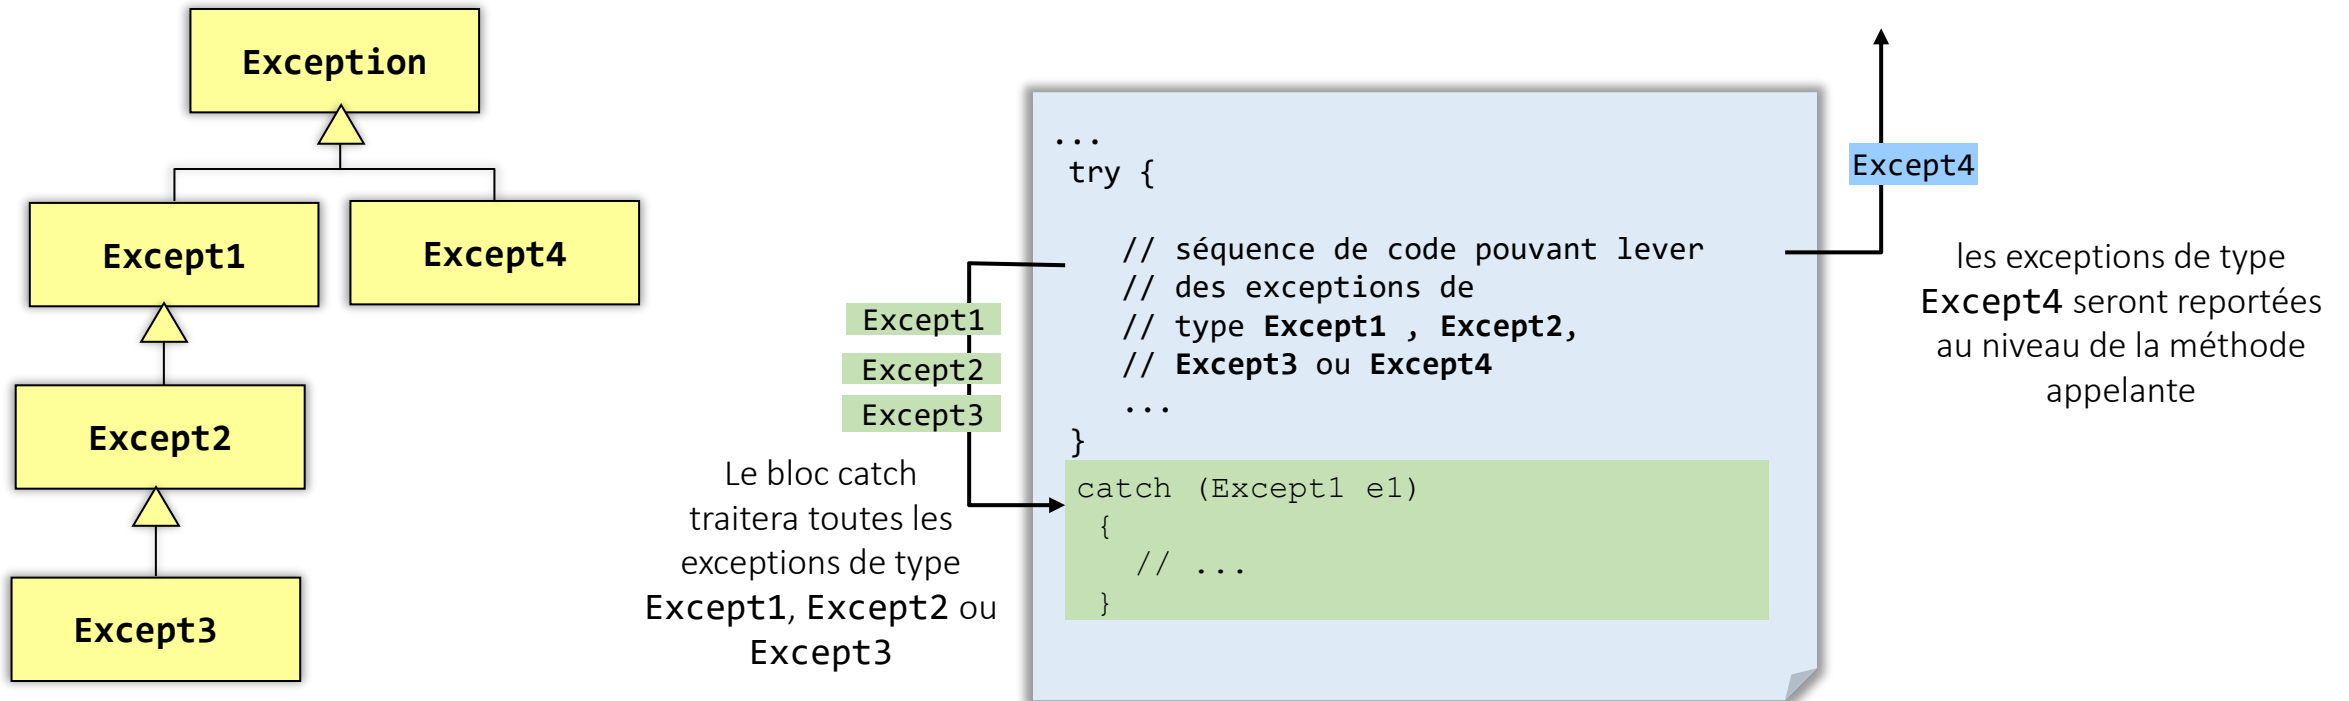 Exception
Except1
Except4
Except2
Except3
Except1
Except2
Except3
Le bloc catch
traitera toutes les
exceptions de type
Except1, Except2 ou
Except3
...
try {
// séquence de code pouvant lever
// des exceptions de
// type Except1 , Except2,
// Except3 ou Except4
...
}
catch (Except1 e1)
{
// ...
}
Except4
les exceptions de type
Except4 seront reportées
au niveau de la méthode
appelante